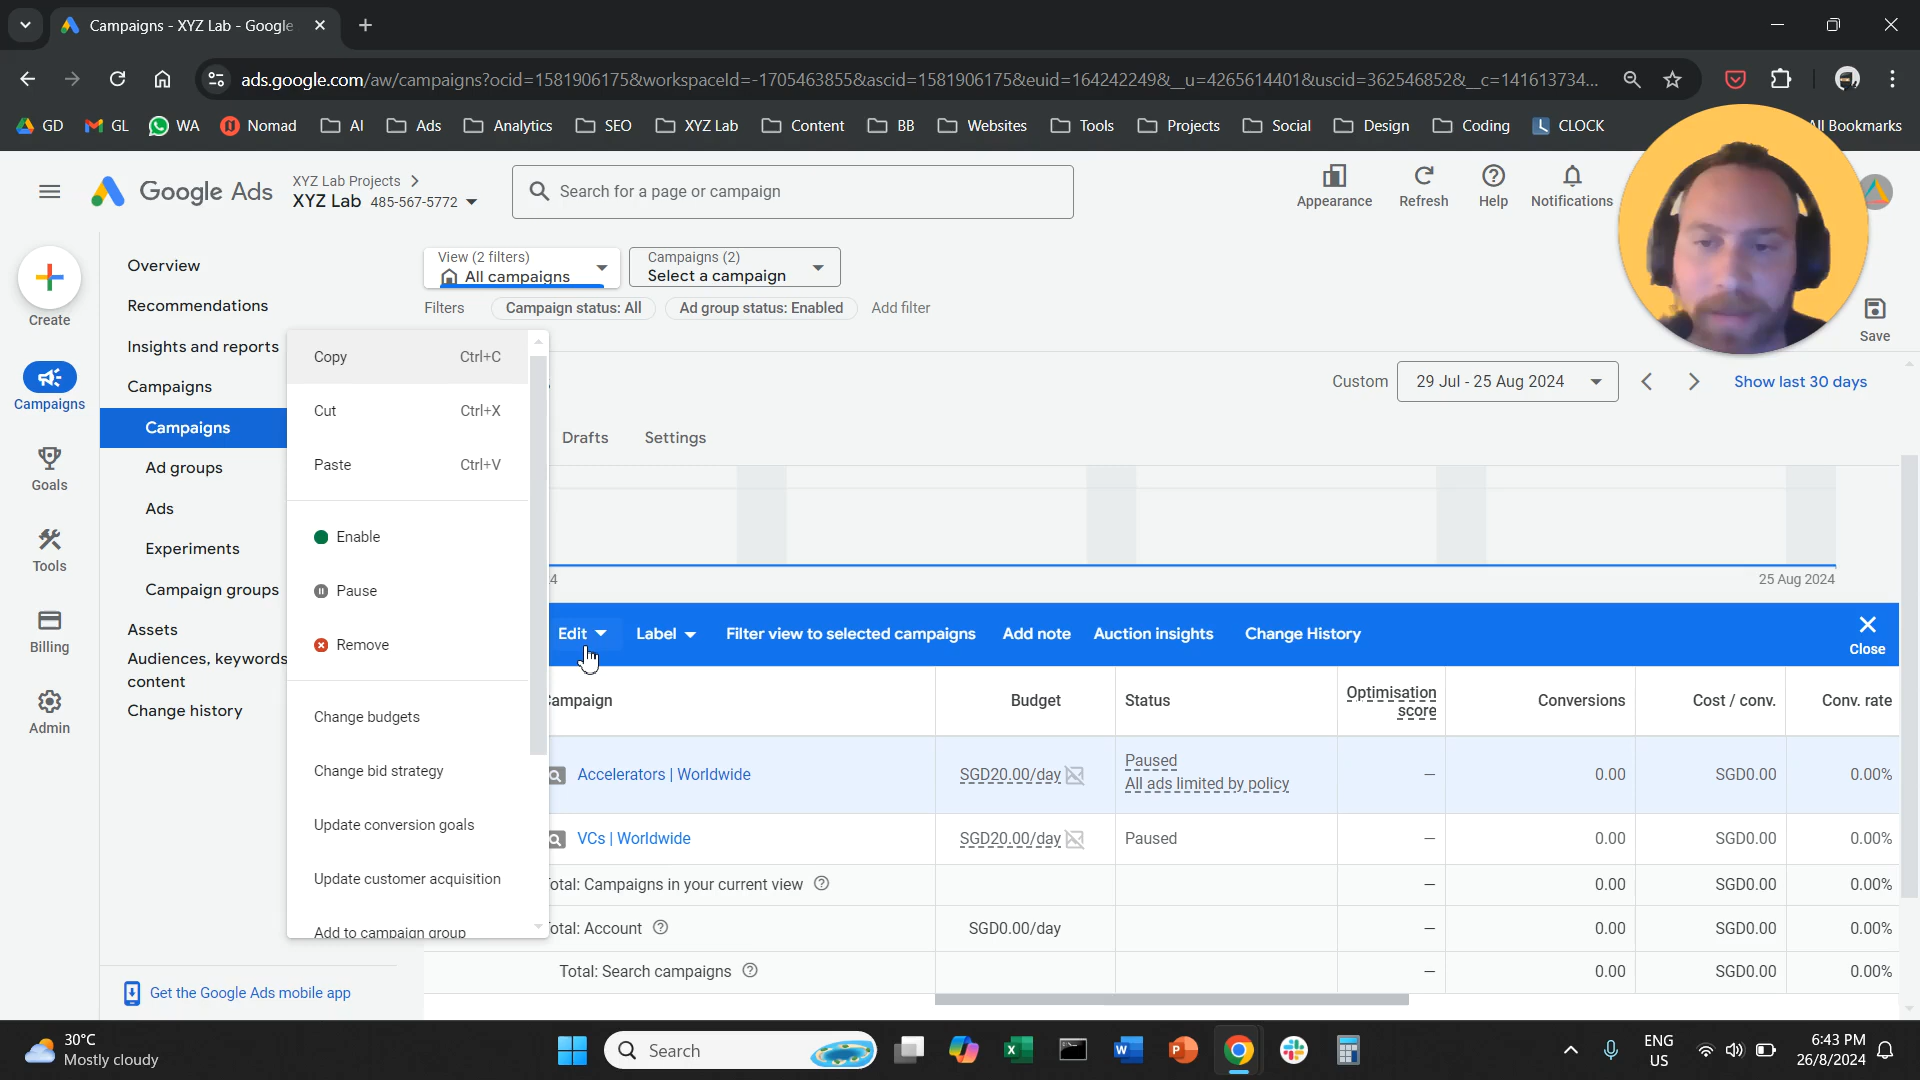 Campaigns - XYZ Lab - Google
ads.google.com/aw/campaigns?ocid=1581906175&workspaceId=-1705463855&ascid=1581906175&euid=164242249&__u=4265614401&uscid=362546852&__c=141613734...
GD
GL
WA
Nomad
AI
Ads
Analytics
SEO
XYZ Lab
Content
BB
Websites
Tools
Projects
Social
Design
Coding
CLOCK
All Bookmarks
Google Ads
XYZ Lab Projects
XYZ Lab 485-567-5772
Search for a page or campaign
Appearance
Refresh
Help
Notifications
Create
Campaigns
Goals
Tools
Billing
Admin
Overview
Recommendations
Insights and reports
Campaigns
Campaigns
Ad groups
Ads
Experiments
Campaign groups
Assets
Audiences, keywords
content
Change history
Get the Google Ads mobile app
View (2 filters)
All campaigns
Campaigns (2)
Select a campaign
Filters
Campaign status: All
Ad group status: Enabled
Add filter
Save
Copy Ctrl+C
Cut Ctrl+X
Paste Ctrl+V
Enable
Pause
Remove
Change budgets
Change bid strategy
Update conversion goals
Update customer acquisition
Add to campaign group
Custom
29 Jul - 25 Aug 2024
Show last 30 days
Drafts
Settings
4
25 Aug 2024
Edit
Label
Filter view to selected campaigns
Add note
Auction insights
Change History
Close
Campaign
Budget
Status
Optimisation
score
Conversions
Cost / conv.
Conv. rate
Accelerators | Worldwide
SGD20.00/day
Paused
All ads limited by policy
—
0.00
SGD0.00
0.00%
VCs | Worldwide
SGD20.00/day
Paused
—
0.00
SGD0.00
0.00%
Total: Campaigns in your current view
—
0.00
SGD0.00
0.00%
Total: Account
SGD0.00/day
—
0.00
SGD0.00
0.00%
Total: Search campaigns
—
0.00
SGD0.00
0.00%
30°C
Mostly cloudy
Search
ENG
US
6:43 PM
26/8/2024